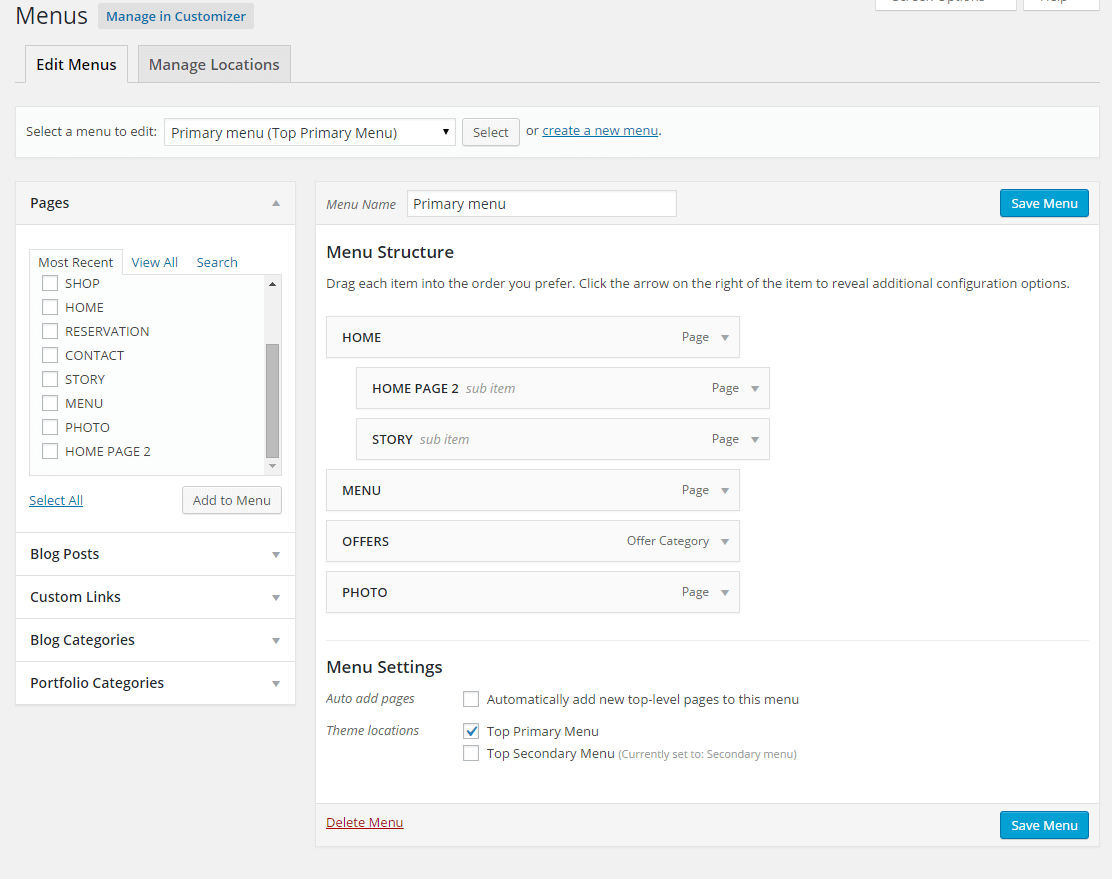 Menus Manage in Customizer
Screen Options Help
Edit Menus Manage Locations
Select a menu to edit: Primary menu (Top Primary Menu) Select or create a new menu.
Pages
Most Recent View All Search
SHOP
HOME
RESERVATION
CONTACT
STORY
MENU
PHOTO
HOME PAGE 2
Select All Add to Menu
Blog Posts
Custom Links
Blog Categories
Portfolio Categories
Menu Name Primary menu Save Menu
Menu Structure
Drag each item into the order you prefer. Click the arrow on the right of the item to reveal additional configuration options.
HOME Page
HOME PAGE 2 sub item Page
STORY sub item Page
MENU Page
OFFERS Offer Category
PHOTO Page
Menu Settings
Auto add pages Automatically add new top-level pages to this menu
Theme locations Top Primary Menu
Top Secondary Menu (Currently set to: Secondary menu)
Delete Menu Save Menu